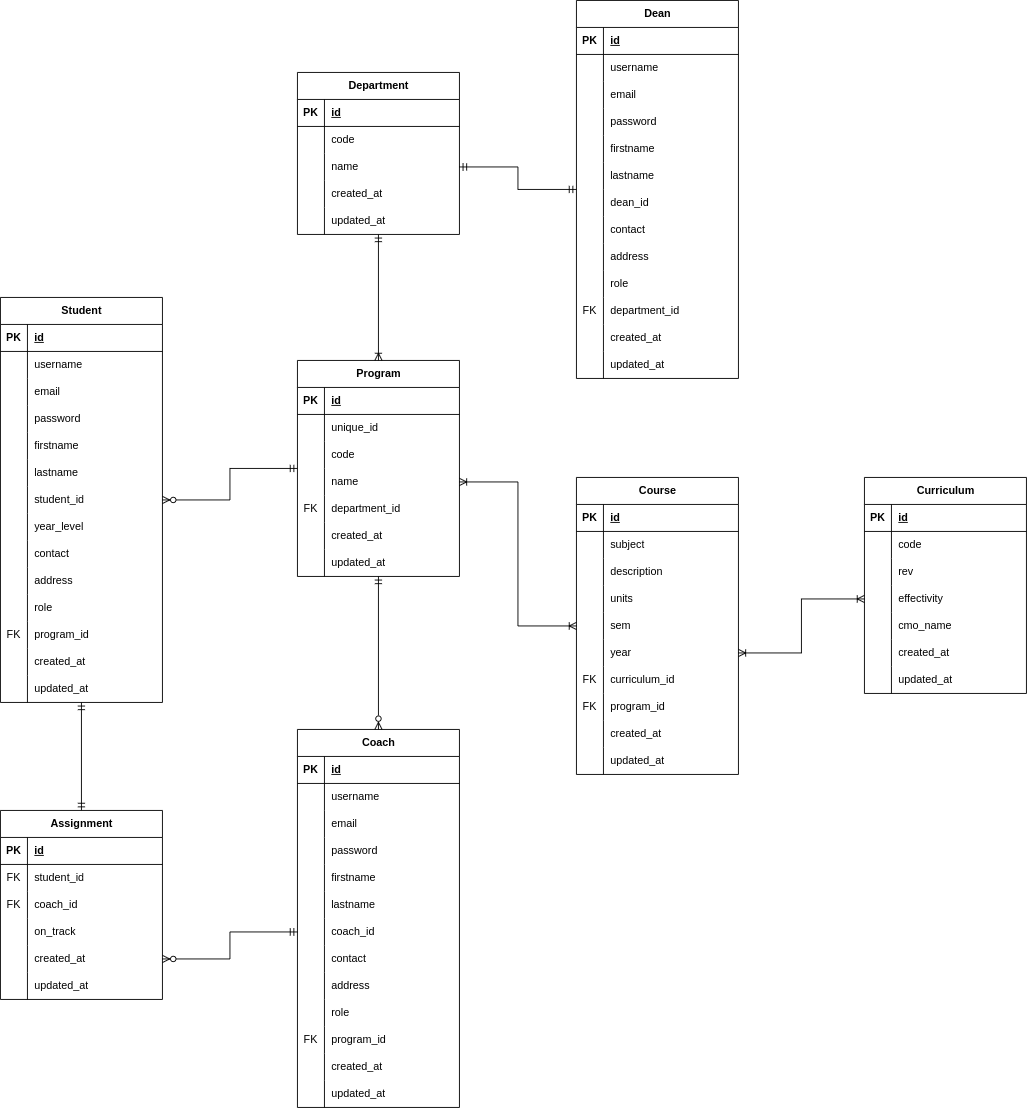 Dean
PK id
username
email
password
firstname
lastname
dean_id
contact
address
role
FK department_id
created_at
updated_at
Department
PK id
code
name
created_at
updated_at
Student
PK id
username
email
password
firstname
lastname
student_id
year_level
contact
address
role
FK program_id
created_at
updated_at
Program
PK id
unique_id
code
name
FK department_id
created_at
updated_at
Course
PK id
subject
description
units
sem
year
FK curriculum_id
FK program_id
created_at
updated_at
Curriculum
PK id
code
rev
effectivity
cmo_name
created_at
updated_at
Coach
PK id
username
email
password
firstname
lastname
coach_id
contact
address
role
FK program_id
created_at
updated_at
Assignment
PK id
FK student_id
FK coach_id
on_track
created_at
updated_at